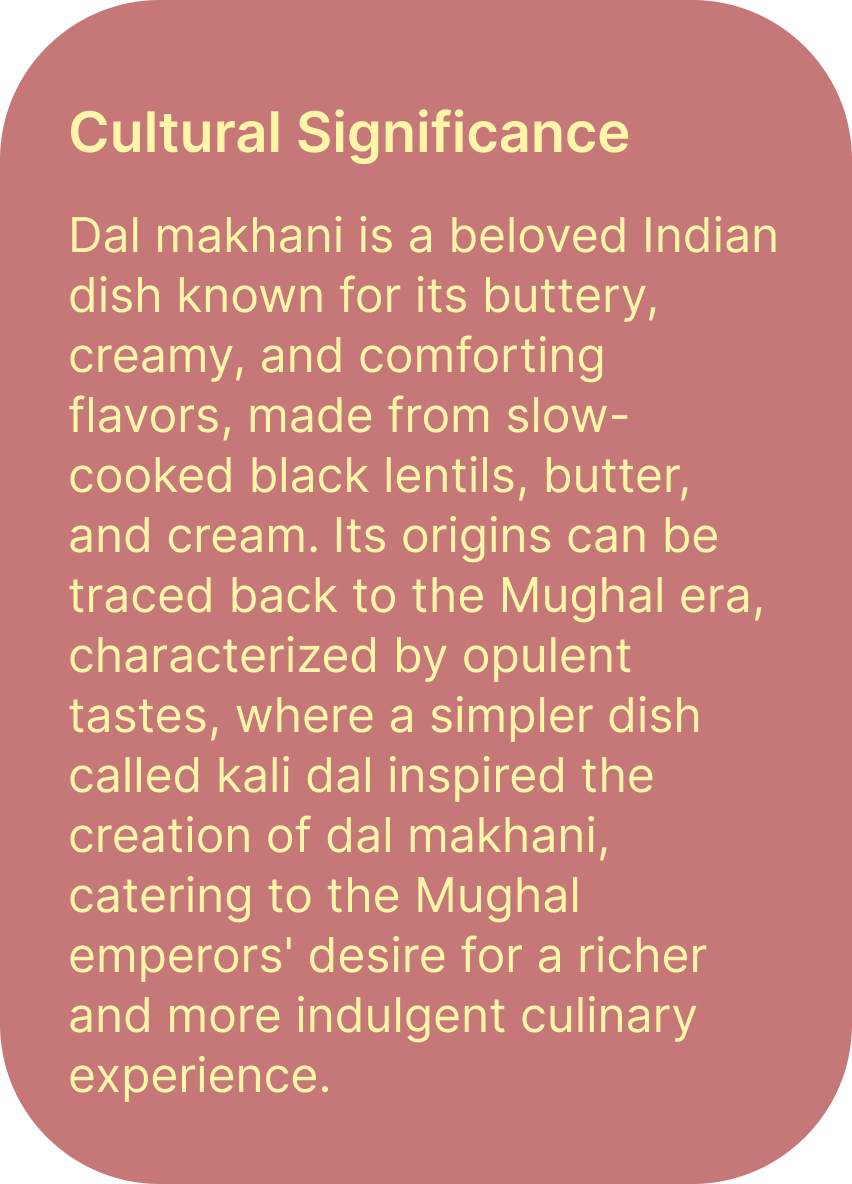 Cultural Significance
Dal makhani is a beloved Indian
dish known for its buttery,
creamy, and comforting
flavors, made from slow-
cooked black lentils, butter,
and cream. Its origins can be
traced back to the Mughal era,
characterized by opulent
tastes, where a simpler dish
called kali dal inspired the
creation of dal makhani,
catering to the Mughal
emperors' desire for a richer
and more indulgent culinary
experience.